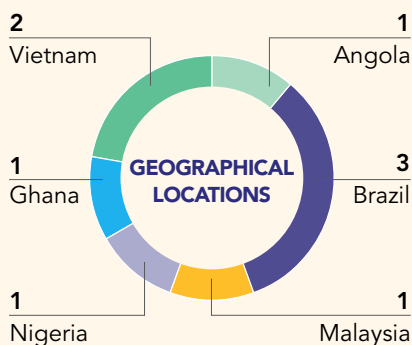 2
Vietnam
1
Angola
GEOGRAPHICAL
LOCATIONS
1
Ghana
3
Brazil
1
Nigeria
1
Malaysia